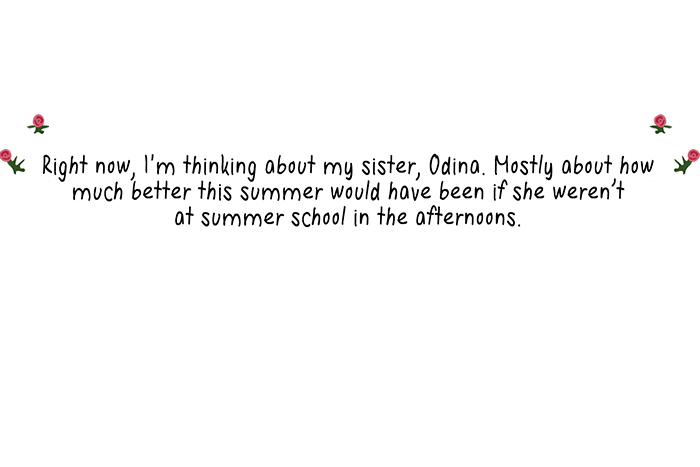 Right now, I'm thinking about my sister, Odina. Mostly about how
much better this summer would have been if she weren't
at summer school in the afternoons.